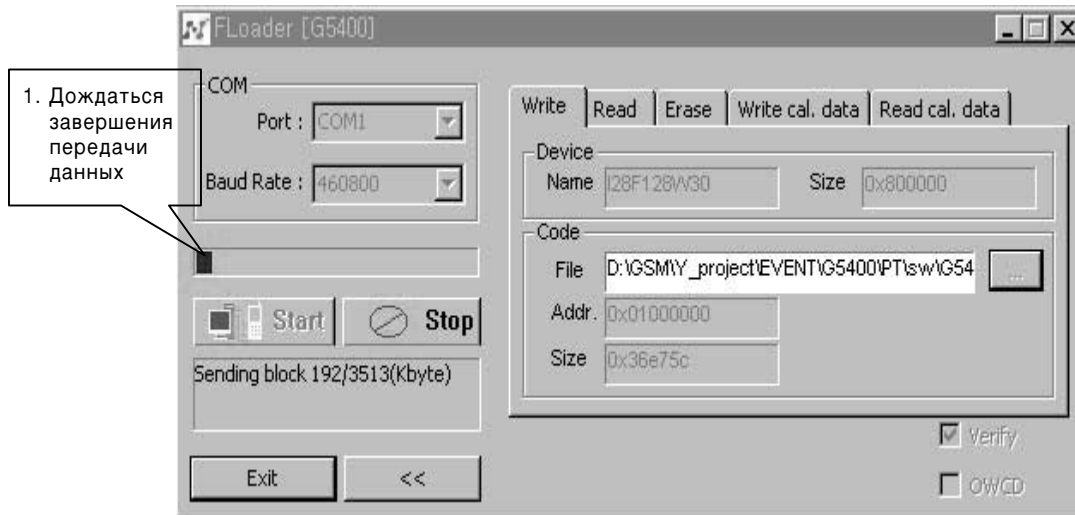 FLoader [G5400]
1. Дождаться
завершения
передачи
данных
COM
Port : COM1
Baud Rate : 460800
Start
Stop
Sending block 192/3513(Kbyte)
Exit
<<
Write Read Erase Write cal. data Read cal. data
Device
Name I28F128W30 Size 0x800000
Code
File D:\GSM\Y_project\EVENT\G5400\PT\sw\G54 ...
Addr. 0x01000000
Size 0x36e75c
Verify
OWCD